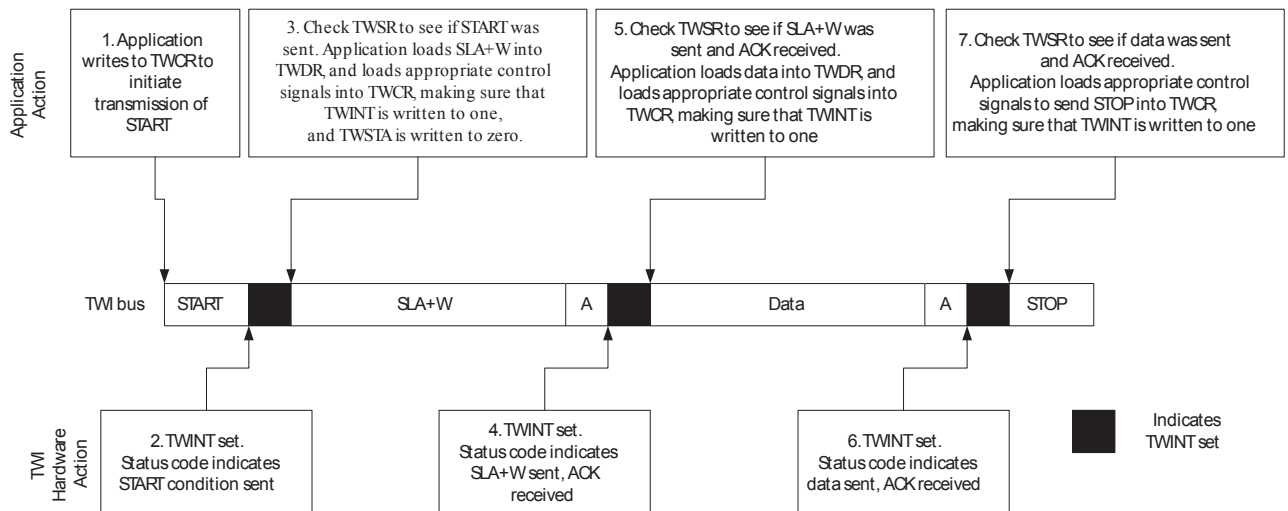 Application
Action
1. Application
writes to TWCR to
initiate
transmission of
START
3. Check TWSR to see if START was
sent. Application loads SLA+W into
TWDR, and loads appropriate control
signals into TWCR, making sure that
TWINT is written to one,
and TWSTA is written to zero.
5. Check TWSR to see if SLA+W was
sent and ACK received.
Application loads data into TWDR, and
loads appropriate control signals into
TWCR, making sure that TWINT is
written to one
7. Check TWSR to see if data was sent
and ACK received.
Application loads appropriate control
signals to send STOP into TWCR,
making sure that TWINT is written to one
TWI bus
START
SLA+W
A
Data
A
STOP
TWI
Hardware
Action
2. TWINT set.
Status code indicates
START condition sent
4. TWINT set.
Status code indicates
SLA+W sent, ACK
received
6. TWINT set.
Status code indicates
data sent, ACK received
Indicates
TWINT set